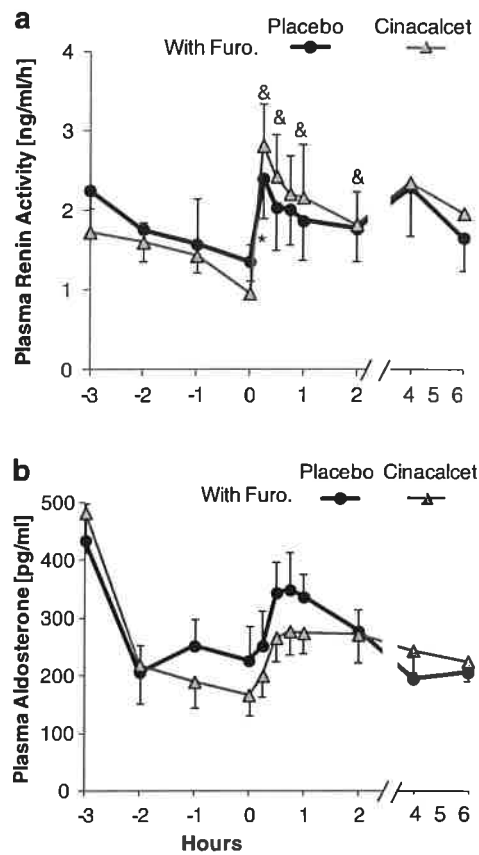 a
Placebo Cinacalcet
With Furo.
Plasma Renin Activity [ng/ml/h]
4
3
2
1
0
&
&
&
&
*
-3 -2 -1 0 1 2 4 5 6
b
Placebo Cinacalcet
With Furo.
Plasma Aldosterone [pg/ml]
500
400
300
200
100
0
-3 -2 -1 0 1 2 4 5 6
Hours